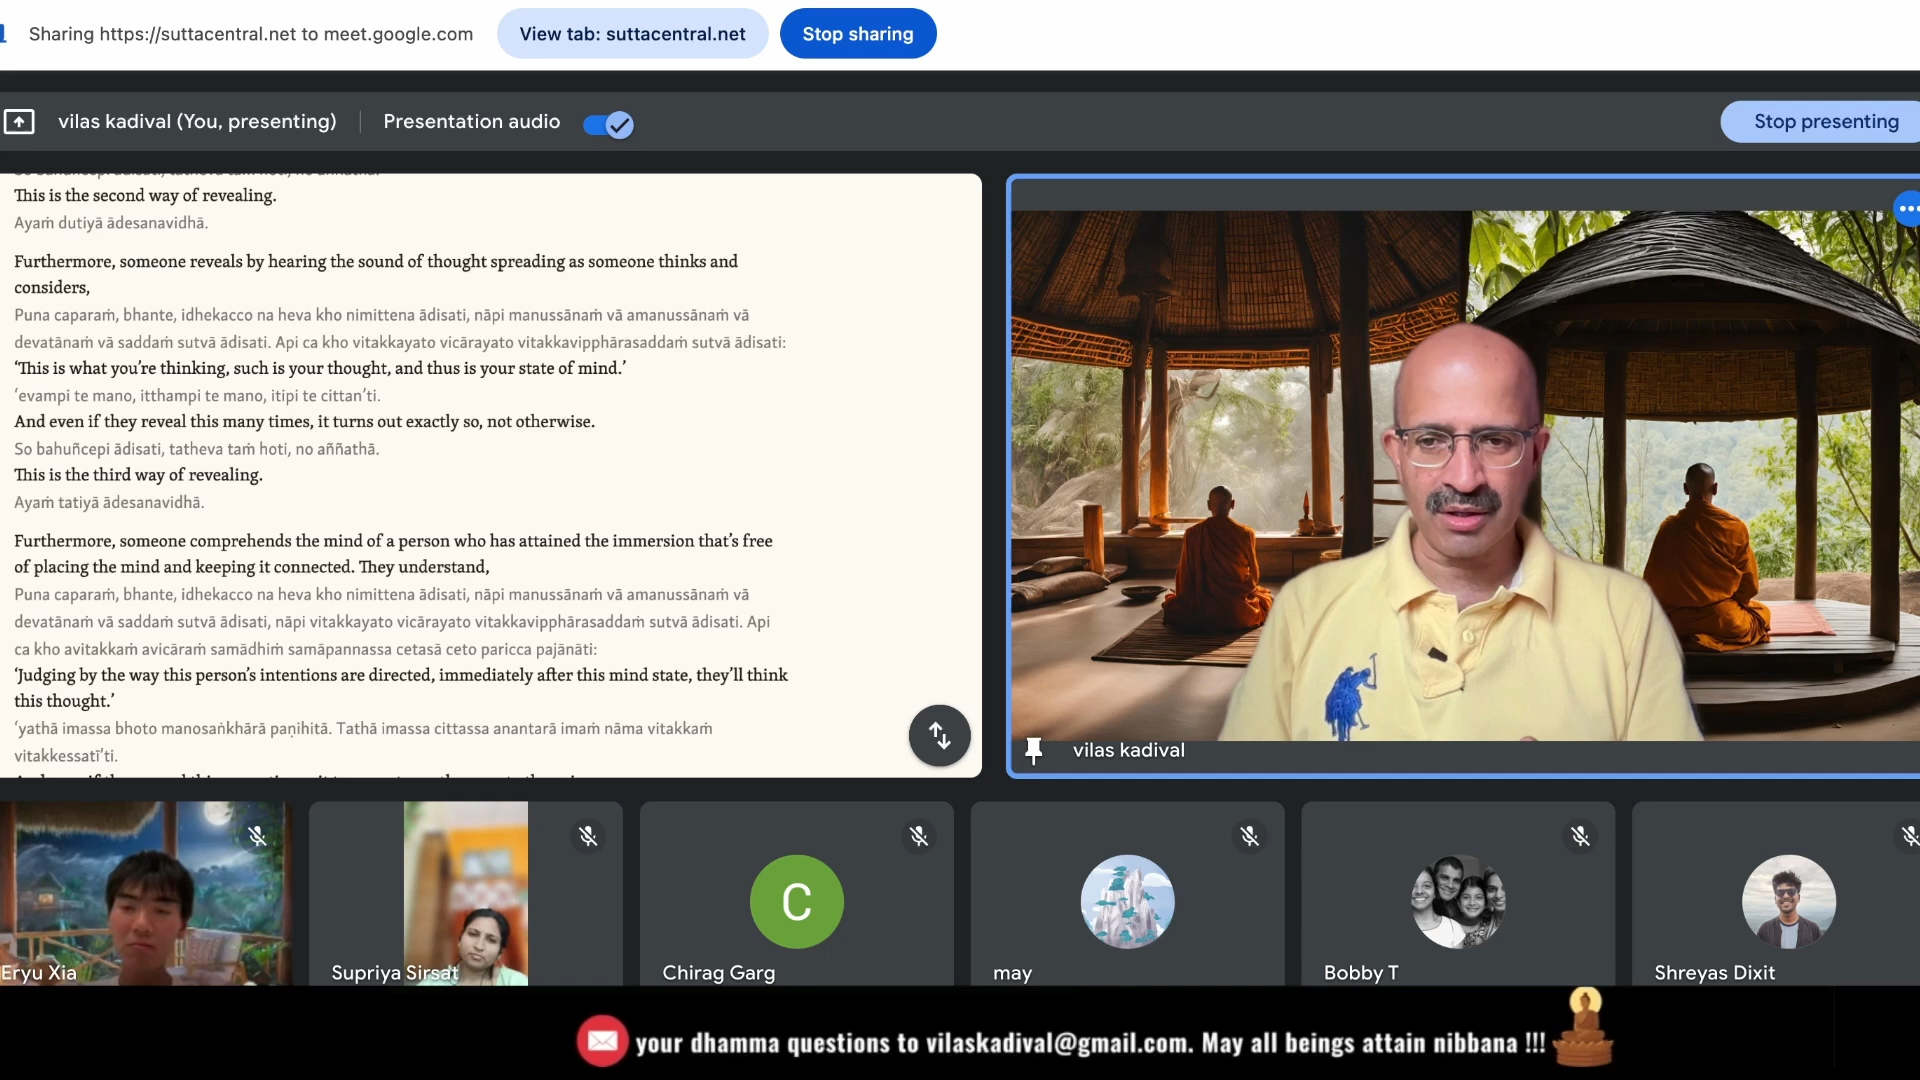 Sharing https://suttacentral.net to meet.google.com
View tab: suttacentral.net
Stop sharing
vilas kadival (You, presenting)
Presentation audio
Stop presenting
This is the second way of revealing.
Ayaṁ dutiyā ādesanavidhā.
Furthermore, someone reveals by hearing the sound of thought spreading as someone thinks and
considers,
Puna caparaṁ, bhante, idhekacco na heva kho nimittena ādisati, nāpi manussānaṁ vā amanussānaṁ vā
devatānaṁ vā saddaṁ sutvā ādisati. Api ca kho vitakkayato vicārayato vitakkavipphārasaddaṁ sutvā ādisati:
‘This is what you’re thinking, such is your thought, and thus is your state of mind.’
‘evampi te mano, itthampi te mano, itipi te cittan’ti.
And even if they reveal this many times, it turns out exactly so, not otherwise.
So bahuñcepi ādisati, tatheva taṁ hoti, no aññathā.
This is the third way of revealing.
Ayaṁ tatiyā ādesanavidhā.
Furthermore, someone comprehends the mind of a person who has attained the immersion that’s free
of placing the mind and keeping it connected. They understand,
Puna caparaṁ, bhante, idhekacco na heva kho nimittena ādisati, nāpi manussānaṁ vā amanussānaṁ vā
devatānaṁ vā saddaṁ sutvā ādisati, nāpi vitakkayato vicārayato vitakkavipphārasaddaṁ sutvā ādisati. Api
ca kho avitakkaṁ avicāraṁ samādhiṁ samāpannassa cetasā ceto paricca pajānāti:
‘Judging by the way this person’s intentions are directed, immediately after this mind state, they’ll think
this thought.’
‘yathā imassa bhoto manosaṅkhārā paṇihitā. Tathā imassa cittassa anantarā imaṁ nāma vitakkaṁ
vitakkessatī’ti.
vilas kadival
Eryu Xia
Supriya Sirsat
C
Chirag Garg
may
Bobby T
Shreyas Dixit
your dhamma questions to vilaskadival@gmail.com. May all beings attain nibbana !!!